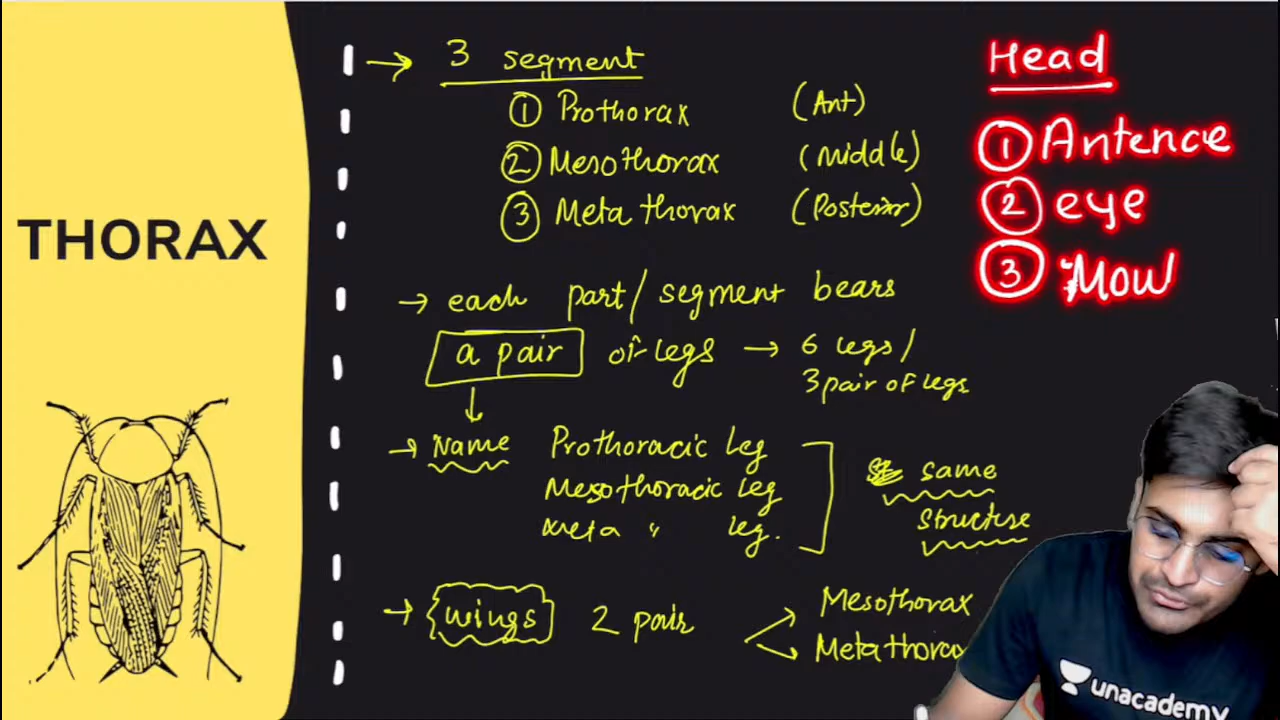 THORAX
→ 3 segment
① Prothorax (Ant)
② Mesothorax (Middle)
③ Meta thorax (Posterior)
→ each part/segment bears
a pair of legs → 6 legs/
3 pair of legs
→ Name Prothoracic leg
Mesothoracic leg
Meta " leg.
same
structure
→ wings 2 pair
Mesothorax
Metathorax
Head
① Antence
② eye
③ Mow
unacademy